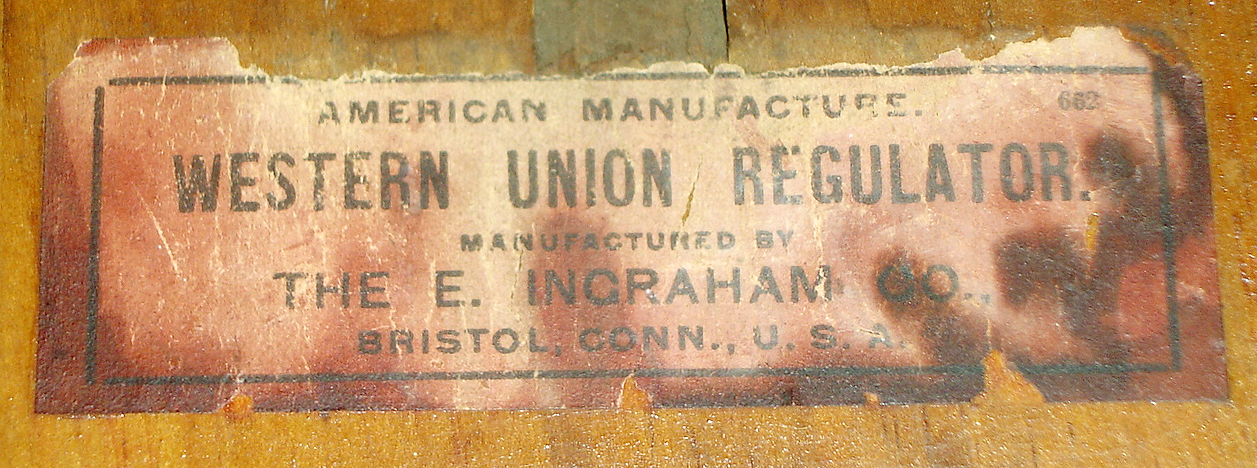 AMERICAN MANUFACTURE. 662
WESTERN UNION REGULATOR.
MANUFACTURED BY
THE E. INGRAHAM CO.,
BRISTOL, CONN., U. S. A.